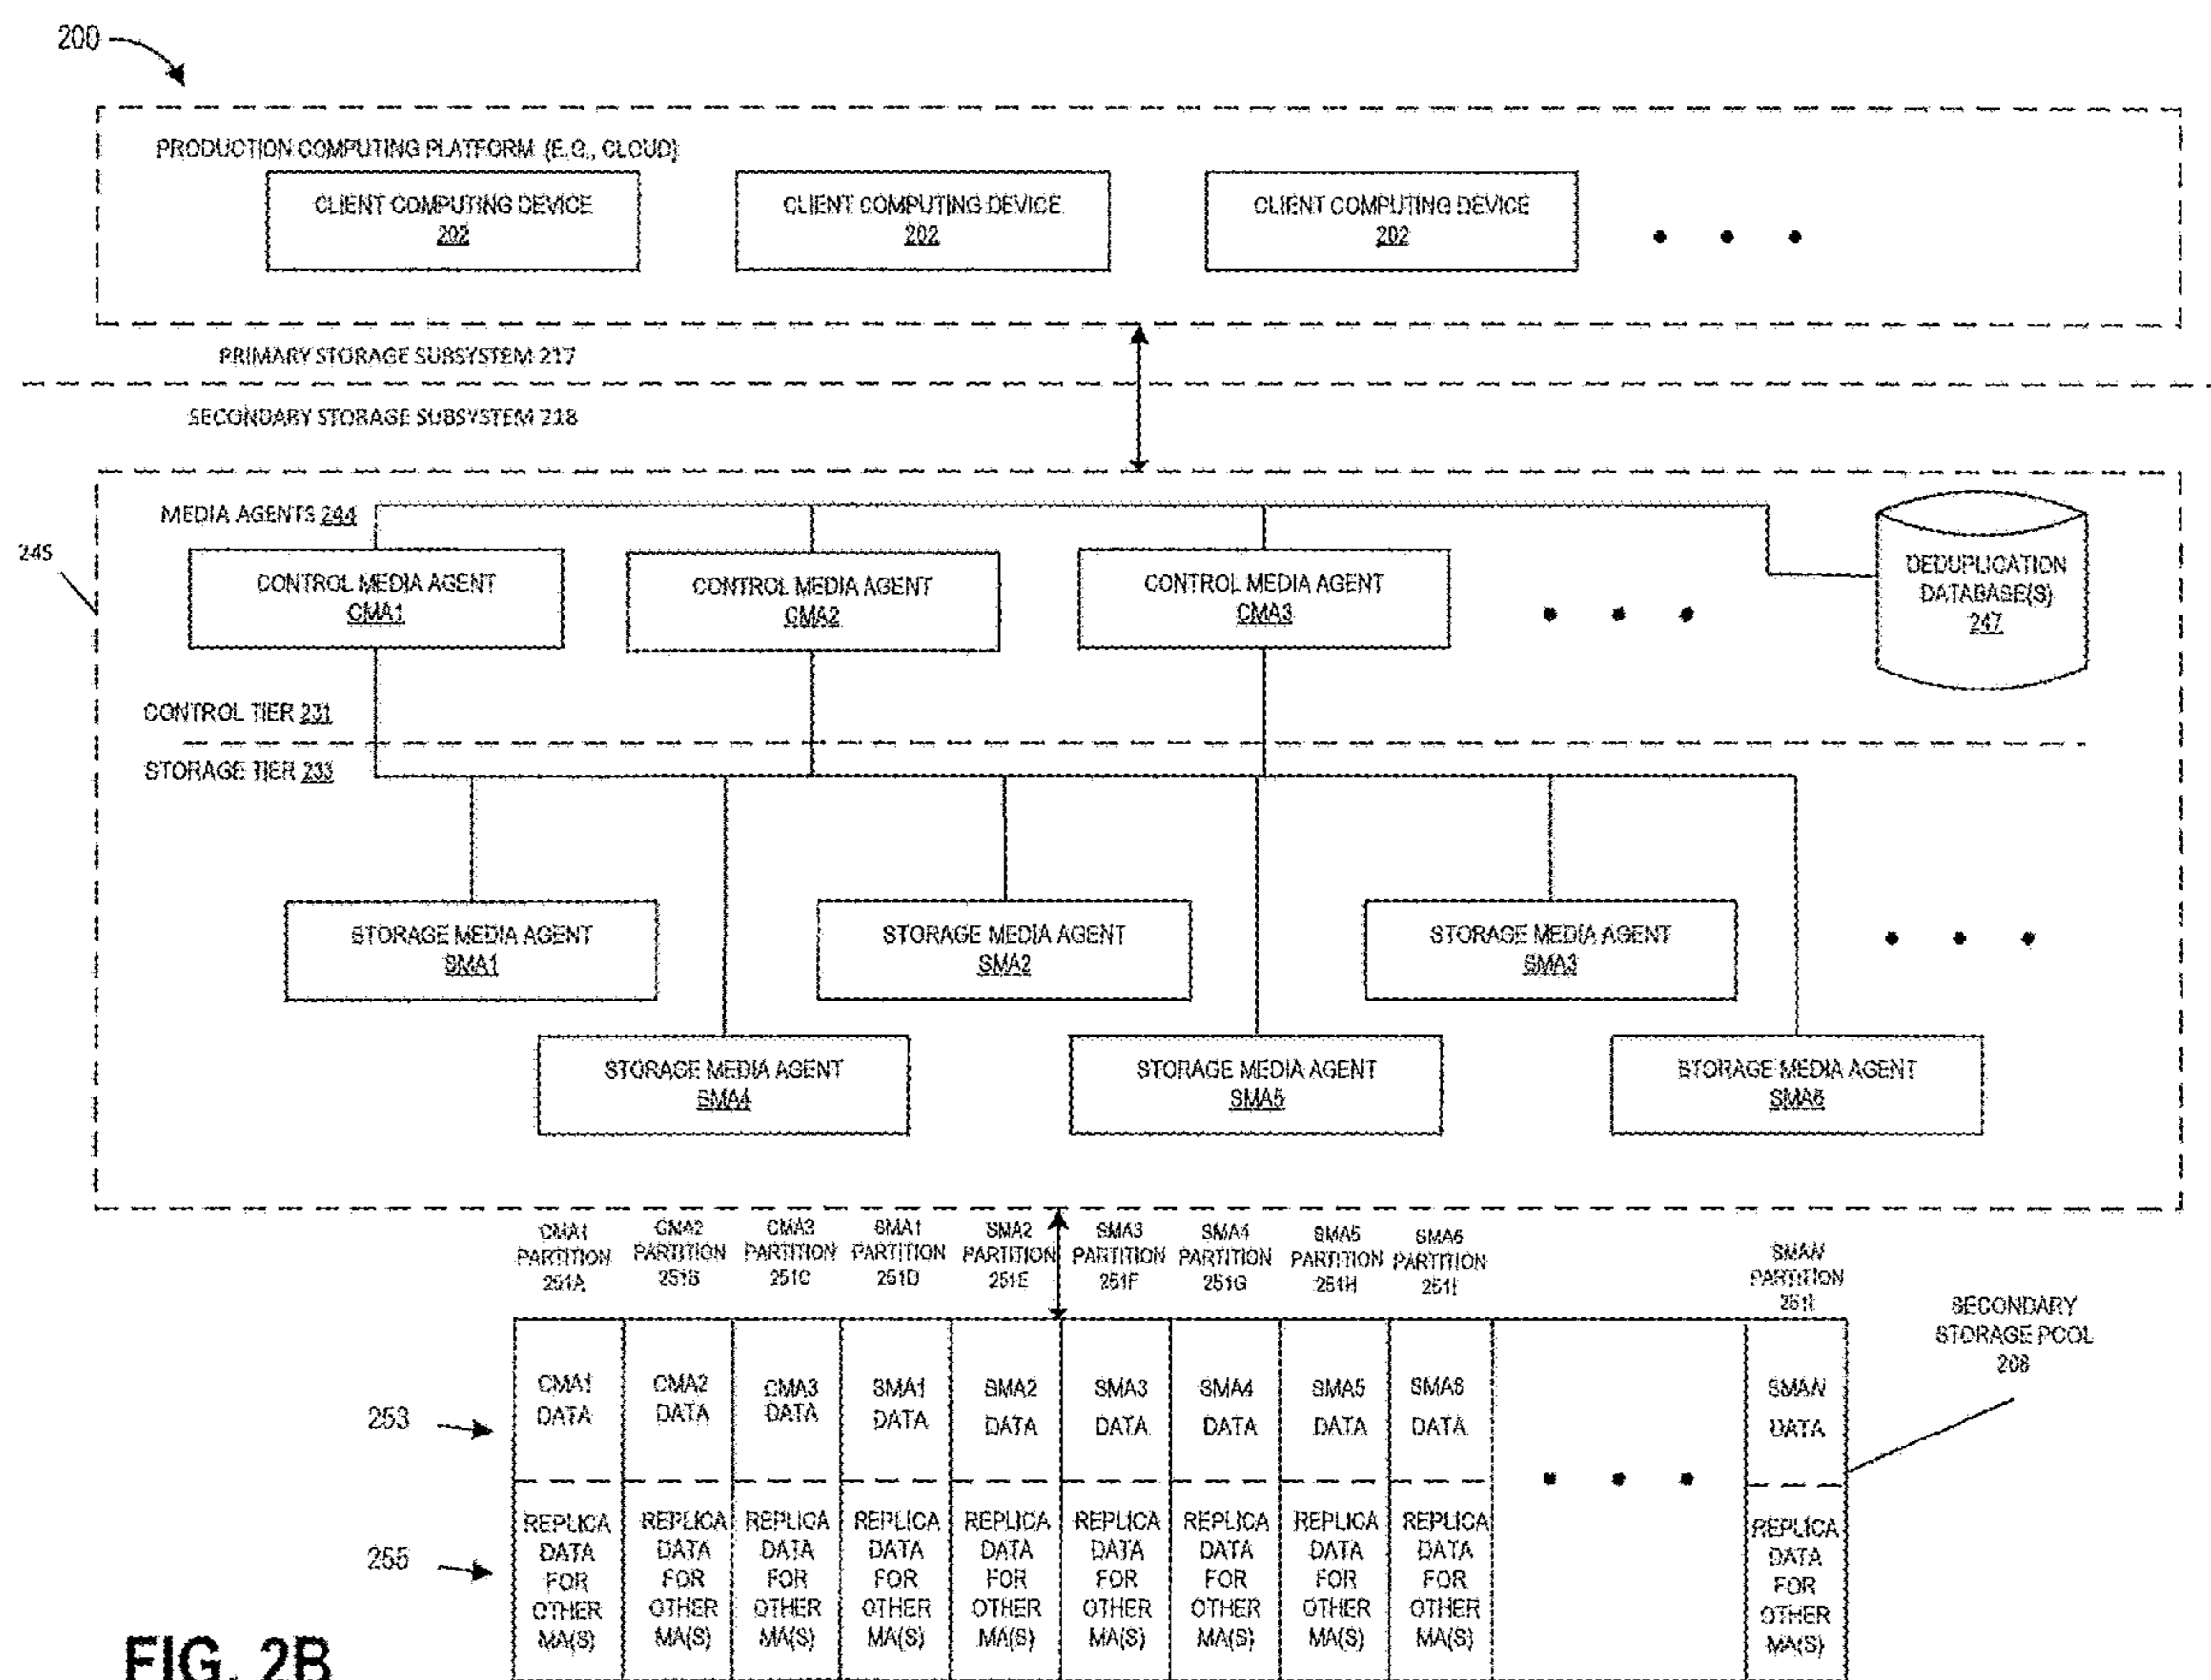 200
PRODUCTION COMPUTING PLATFORM (E.G., CLOUD)
CLIENT COMPUTING DEVICE
202
CLIENT COMPUTING DEVICE
202
CLIENT COMPUTING DEVICE
202
PRIMARY STORAGE SUBSYSTEM 217
SECONDARY STORAGE SUBSYSTEM 218
245
MEDIA AGENTS 244
CONTROL MEDIA AGENT
CMA1
CONTROL MEDIA AGENT
CMA2
CONTROL MEDIA AGENT
CMA3
DEDUPLICATION
DATABASE(S)
247
CONTROL TIER 231
STORAGE TIER 233
STORAGE MEDIA AGENT
SMA1
STORAGE MEDIA AGENT
SMA2
STORAGE MEDIA AGENT
SMA3
STORAGE MEDIA AGENT
SMA4
STORAGE MEDIA AGENT
SMA5
STORAGE MEDIA AGENT
SMA6
CMA1
PARTITION
251A
CMA2
PARTITION
251B
CMA3
PARTITION
251C
SMA1
PARTITION
251D
SMA2
PARTITION
251E
SMA3
PARTITION
251F
SMA4
PARTITION
251G
SMA5
PARTITION
251H
SMA6
PARTITION
251I
SMAN
PARTITION
SECONDARY
STORAGE POOL
208
253
CMA1
DATA
CMA2
DATA
CMA3
DATA
SMA1
DATA
SMA2
DATA
SMA3
DATA
SMA4
DATA
SMA5
DATA
SMA6
DATA
SMAN
DATA
255
REPLICA
DATA
FOR
OTHER
MA(S)
REPLICA
DATA
FOR
OTHER
MA(S)
REPLICA
DATA
FOR
OTHER
MA(S)
REPLICA
DATA
FOR
OTHER
MA(S)
REPLICA
DATA
FOR
OTHER
MA(S)
REPLICA
DATA
FOR
OTHER
MA(S)
REPLICA
DATA
FOR
OTHER
MA(S)
REPLICA
DATA
FOR
OTHER
MA(S)
REPLICA
DATA
FOR
OTHER
MA(S)
REPLICA
DATA
FOR
OTHER
MA(S)
FIG. 2B